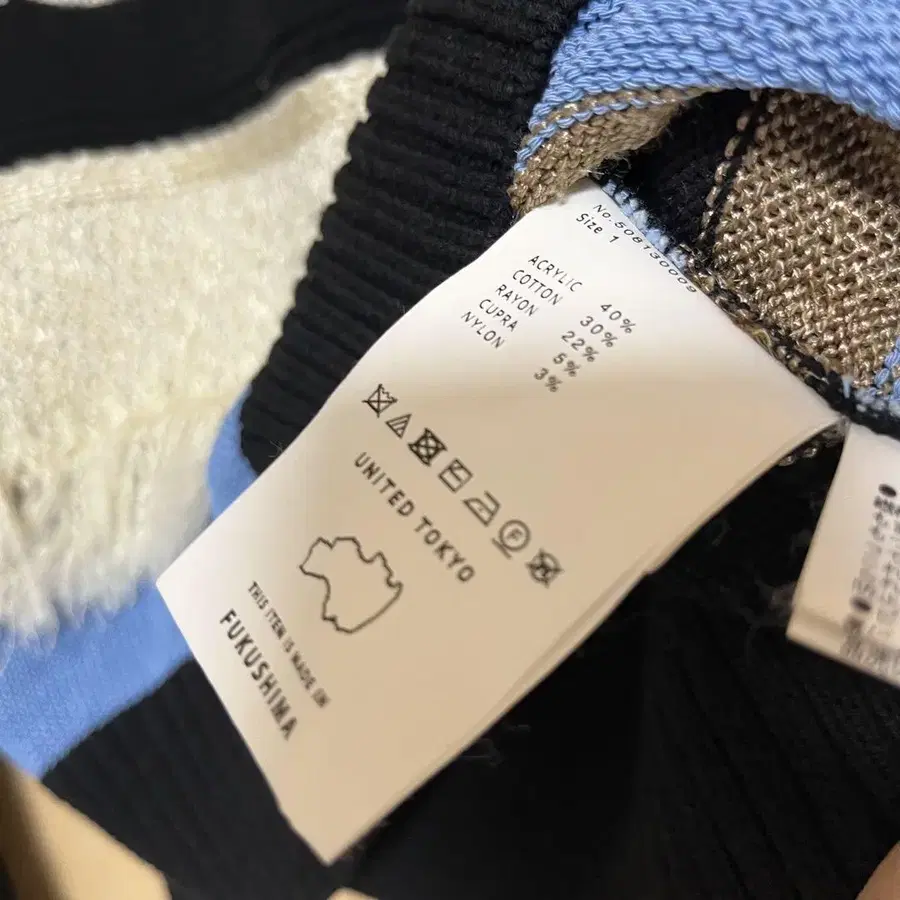 No.508130009
Size 1
ACRYLIC 40%
COTTON 30%
RAYON 22%
CUPRA 5%
NYLON 3%
F
UNITED TOKYO
THIS ITEM IS MADE IN
FUKUSHIMA